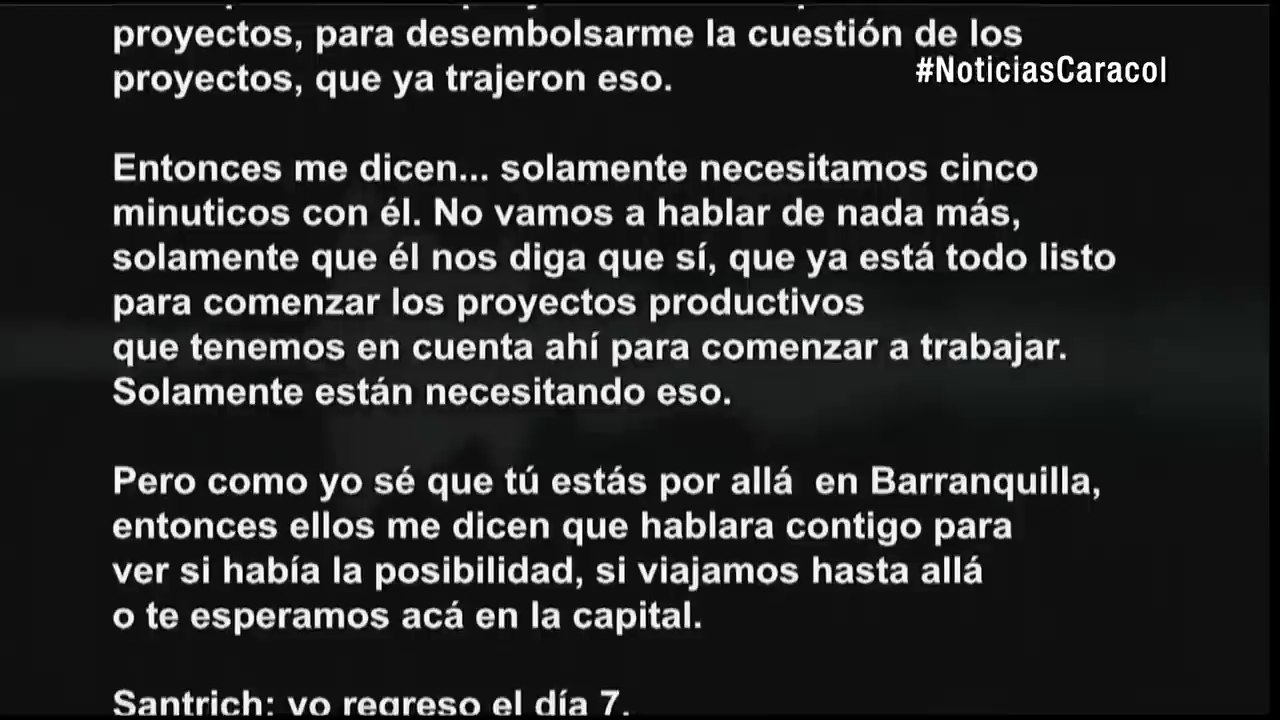 proyectos, para desembolsarme la cuestión de los
#NoticiasCaracol
proyectos, que ya trajeron eso.
Entonces me dicen... solamente necesitamos cinco
minuticos con él. No vamos a hablar de nada más,
solamente que él nos diga que sí, que ya está todo listo
para comenzar los proyectos productivos
que tenemos en cuenta ahí para comenzar a trabajar.
Solamente están necesitando eso.
Pero como yo sé que tú estás por allá en Barranquilla,
entonces ellos me dicen que hablara contigo para
ver si había la posibilidad, si viajamos hasta allá
o te esperamos acá en la capital.
Santrich: yo regreso el día 7.